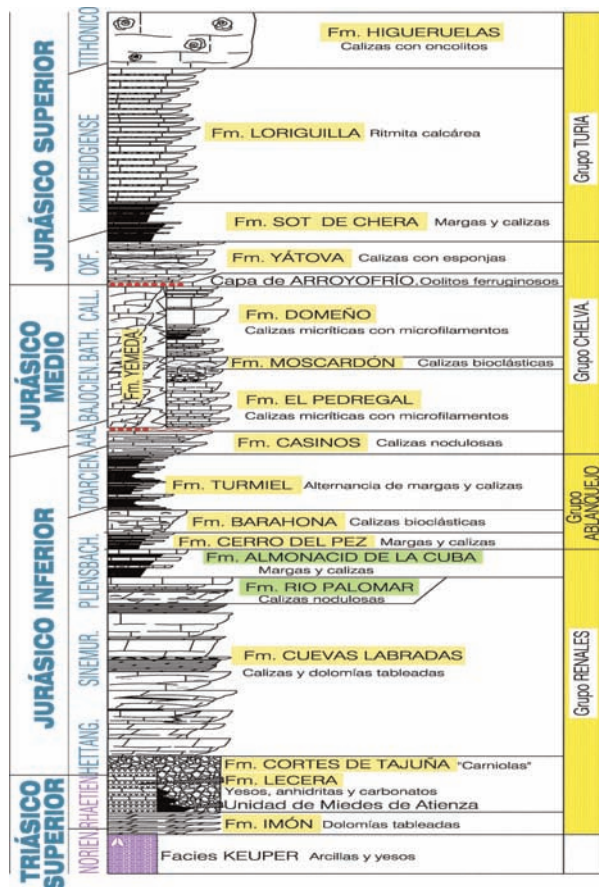 TITHONICO
Fm. HIGUERUELAS
Calizas con oncolitos
JURÁSICO SUPERIOR
KIMMERIDGIENSE
Fm. LORIGUILLA Ritmita calcárea
Grupo TURIA
Fm. SOT DE CHERA Margas y calizas
OXF.
Fm. YÁTOVA Calizas con esponjas
Capa de ARROYOFRÍO, Oolitos ferruginosos
JURÁSICO
MEDIO
CALL.
BATH.
BAJOCIEN.
AAL.
Fm. YEMEDA
Fm. DOMEÑO
Calizas micríticas con microfilamentos
Fm. MOSCARDÓN Calizas bioclásticas
Fm. EL PEDREGAL
Calizas micríticas con microfilamentos
Grupo CHELVA.
Fm. CASINOS Calizas nodulosas
JURÁSICO INFERIOR
TOARCIEN.
Fm. TURMIEL Alternancia de margas y calizas
Grupo
ABLANQUEJO
Fm. BARAHONA Calizas bioclásticas
PLIENSBACH.
Fm. CERRO DEL PEZ Margas y calizas
Fm. ALMONACID DE LA CUBA
Margas y calizas
Fm. RIO PALOMAR
Calizas nodulosas
SINEMUR.
Fm. CUEVAS LABRADAS
Calizas y dolomías tableadas
Grupo RENALES
HETTANG.
Fm. CORTES DE TAJUÑA "Carniolas"
TRIÁSICO
SUPERIOR
RHAETIEN
Fm. LECERA
Yesos, anhidritas y carbonatos
Unidad de Miedes de Atienza
NORIEN
Fm. IMÓN Dolomías tableadas
Facies KEUPER Arcillas y yesos